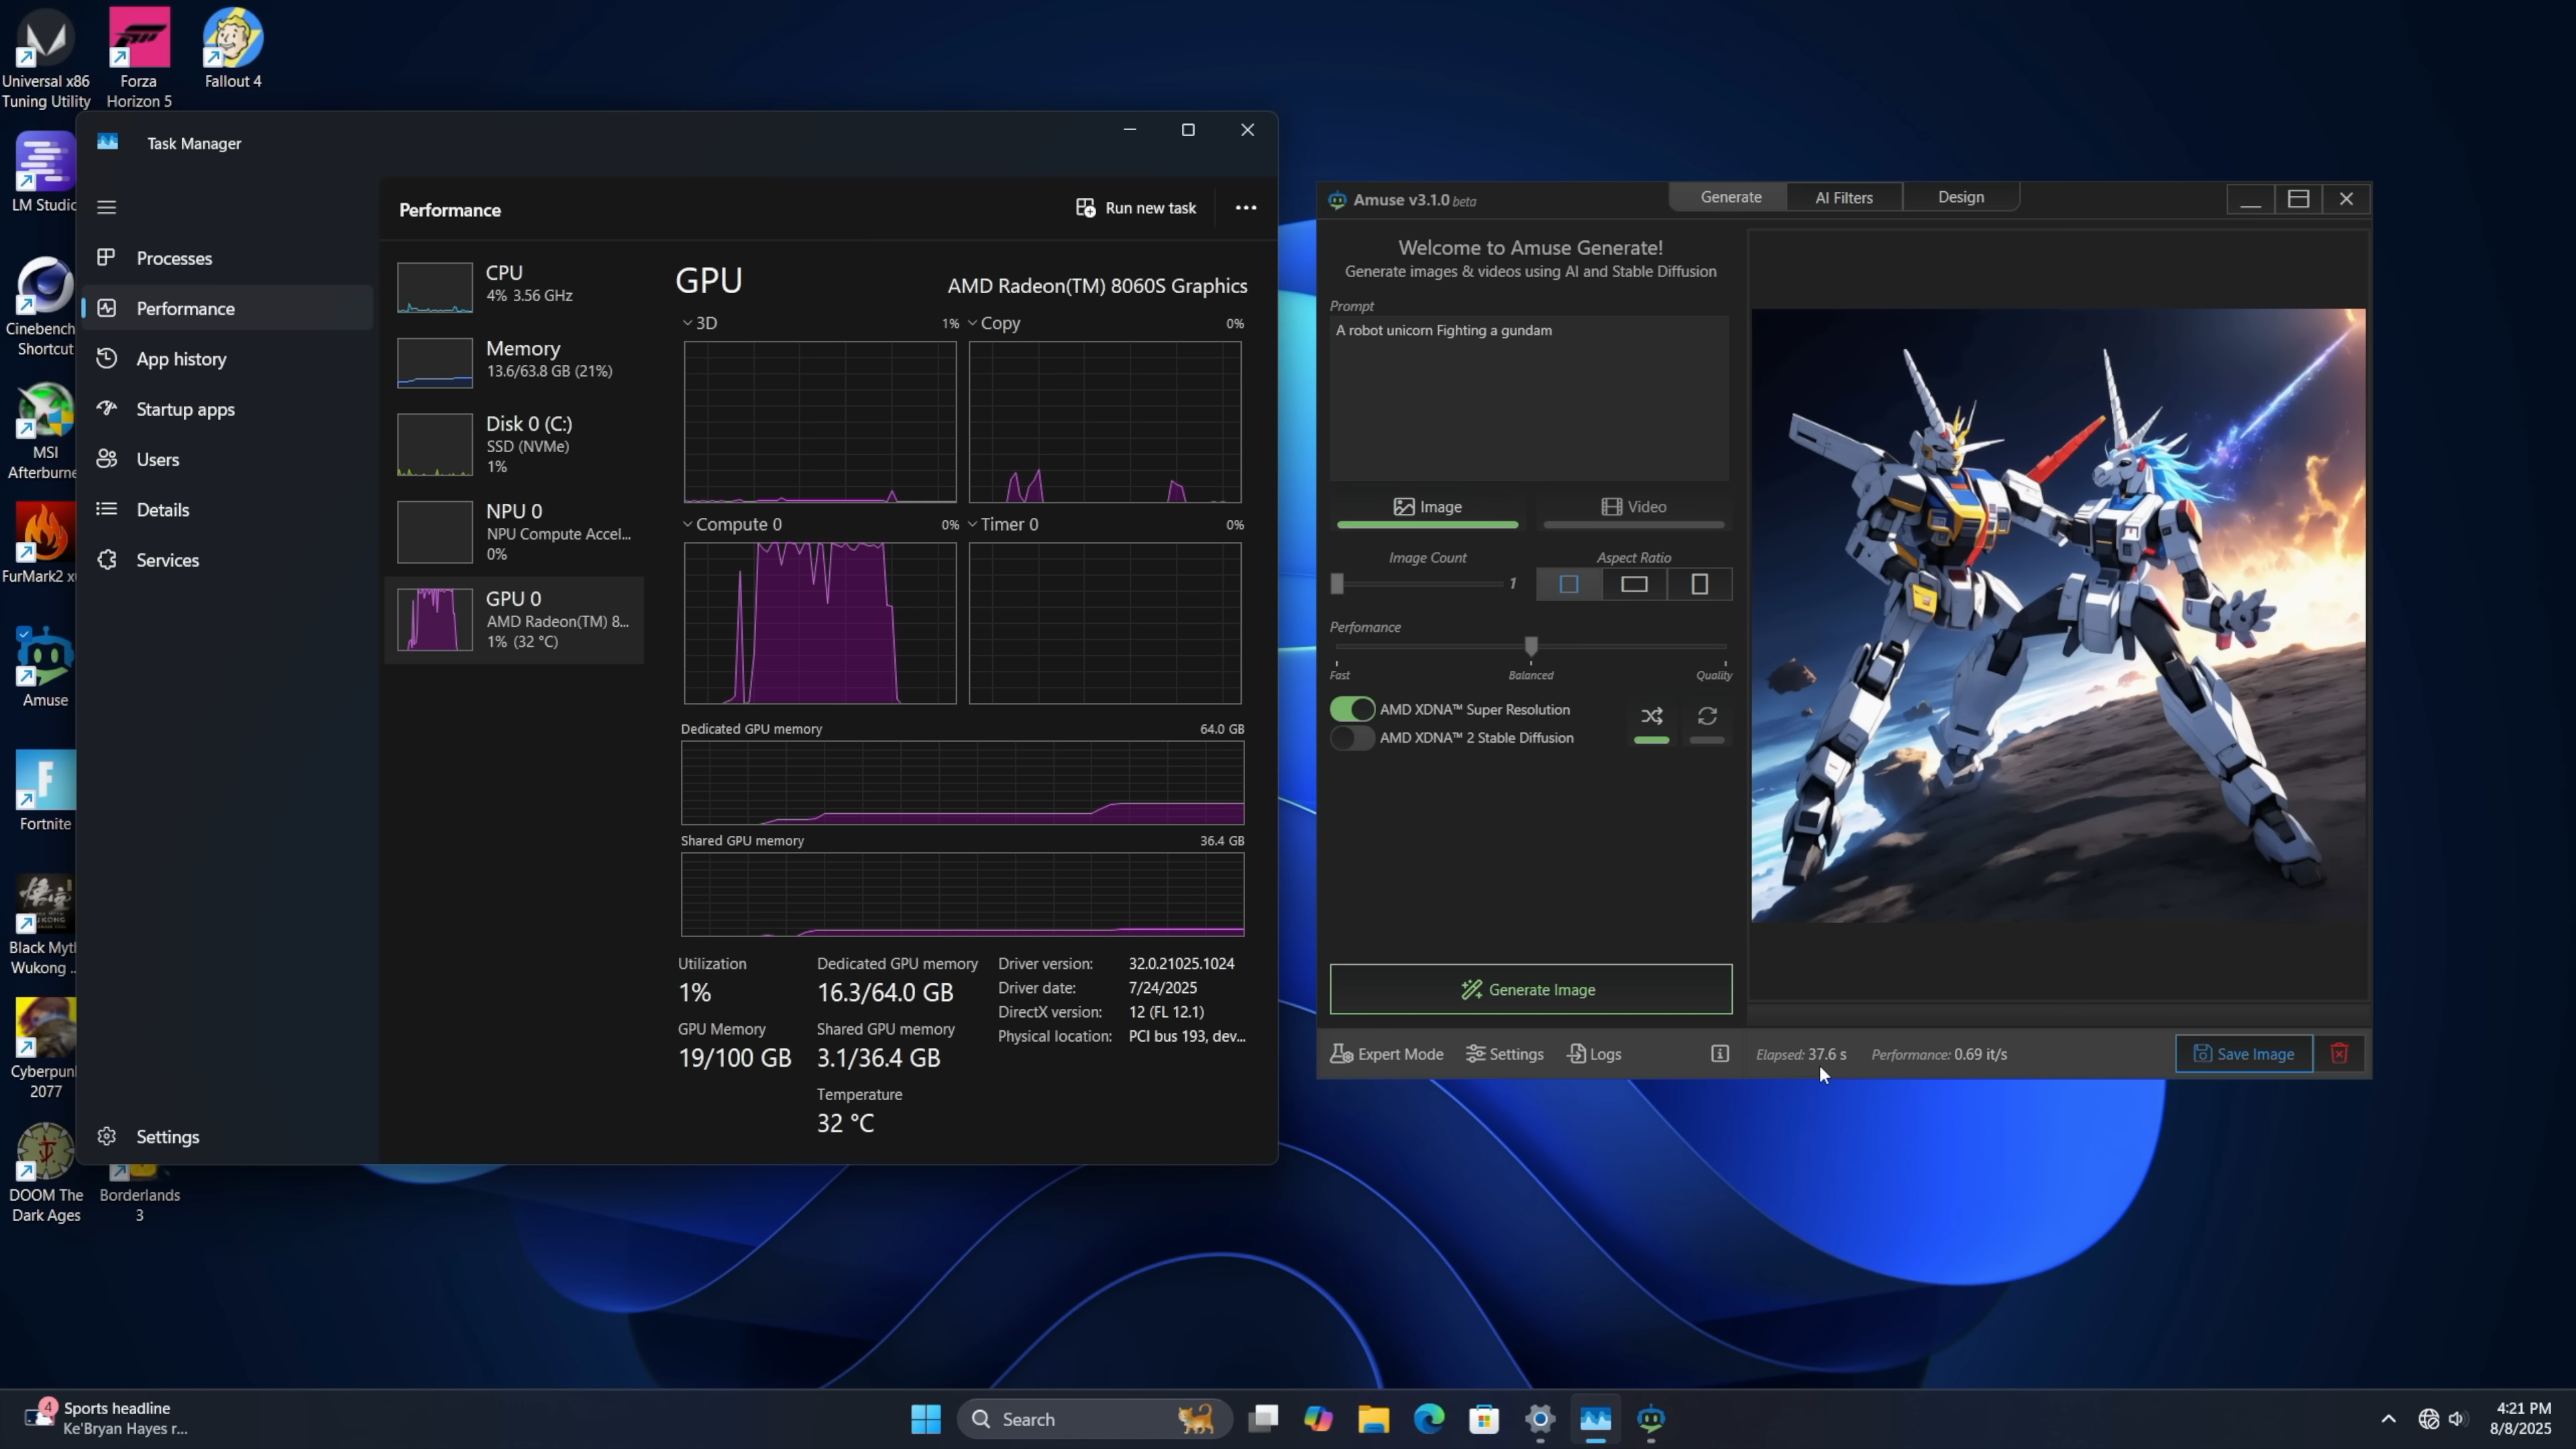 Universal x86
Tuning Utility
Forza
Horizon 5
Fallout 4
LM Studio
Cinebench
Shortcut
MSI
Afterburne
FurMark2
Amuse
Fortnite
Black Myth
Wukong ..
Cyberpun
2077
DOOM The
Dark Ages
Borderlands
3
Task Manager
Processes
Performance
App history
Startup apps
Users
Details
Services
Settings
Performance
Run new task
CPU
4% 3.56 GHz
Memory
13.6/63.8 GB (21%)
Disk 0 (C:)
SSD (NVMe)
1%
NPU 0
NPU Compute Accel...
0%
GPU 0
AMD Radeon(TM) 8...
1% (32 °C)
GPU
AMD Radeon(TM) 8060S Graphics
3D 1%
Copy 0%
Compute 0 0%
Timer 0 0%
Dedicated GPU memory 64.0 GB
Shared GPU memory 36.4 GB
Utilization
1%
GPU Memory
19/100 GB
Dedicated GPU memory
16.3/64.0 GB
Shared GPU memory
3.1/36.4 GB
Temperature
32 °C
Driver version: 32.0.21025.1024
Driver date: 7/24/2025
DirectX version: 12 (FL 12.1)
Physical location: PCI bus 193, dev...
Amuse v3.1.0 beta
Generate
AI Filters
Design
Welcome to Amuse Generate!
Generate images & videos using AI and Stable Diffusion
Prompt
A robot unicorn Fighting a gundam
Image
Video
Image Count
1
Aspect Ratio
Perfomance
Fast
Balanced
Quality
AMD XDNA™ Super Resolution
AMD XDNA™ 2 Stable Diffusion
Generate Image
Expert Mode
Settings
Logs
Elapsed: 37.6 s
Performance: 0.69 it/s
Save Image
4
Sports headline
Ke'Bryan Hayes r...
Search
4:21 PM
8/8/2025